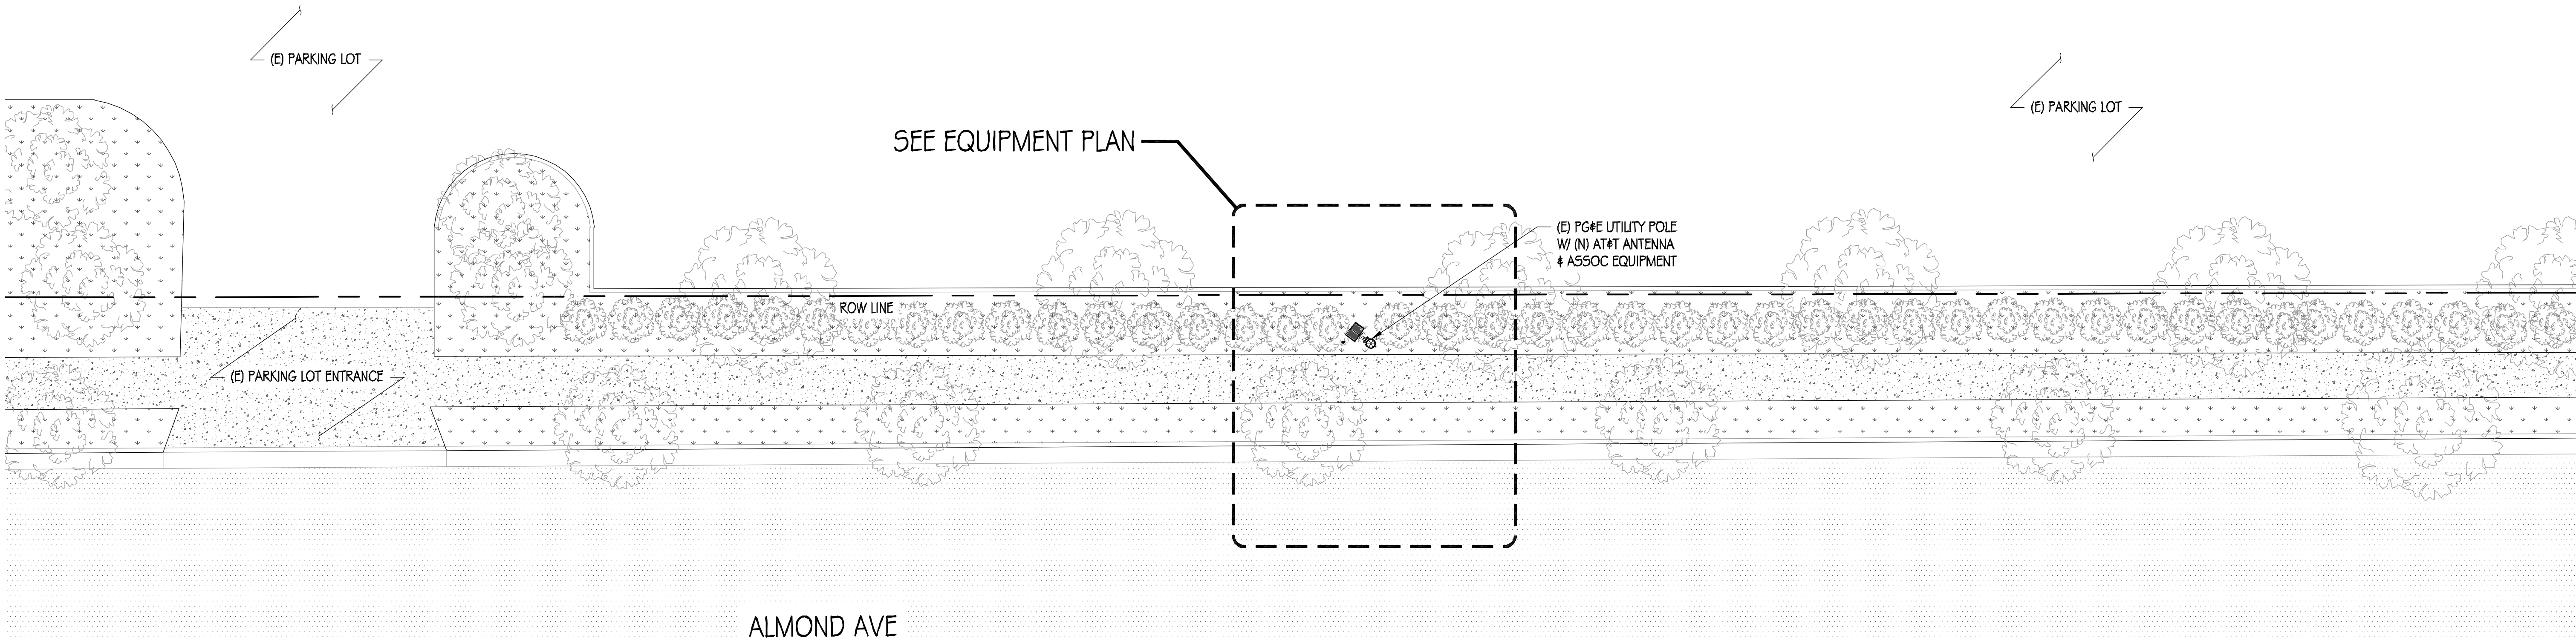 (E) PARKING LOT
(E) PARKING LOT
SEE EQUIPMENT PLAN
(E) PG&E UTILITY POLE
W/ (N) AT&T ANTENNA
& ASSOC EQUIPMENT
ROW LINE
(E) PARKING LOT ENTRANCE
ALMOND AVE